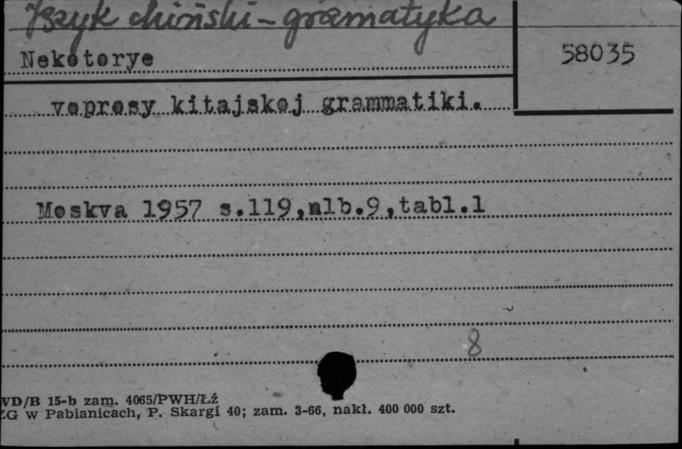 Język chiński - gramatyka
Nekotorye
58035
voprosy kitajskoj grammatiki.
Moskva 1957 s.119,nlb.9,tabl.1
8
WD/B 15-b zam. 4065/PWH/Łź
ZG w Pabianicach, P. Skargi 40; zam. 3-66, nakł. 400 000 szt.